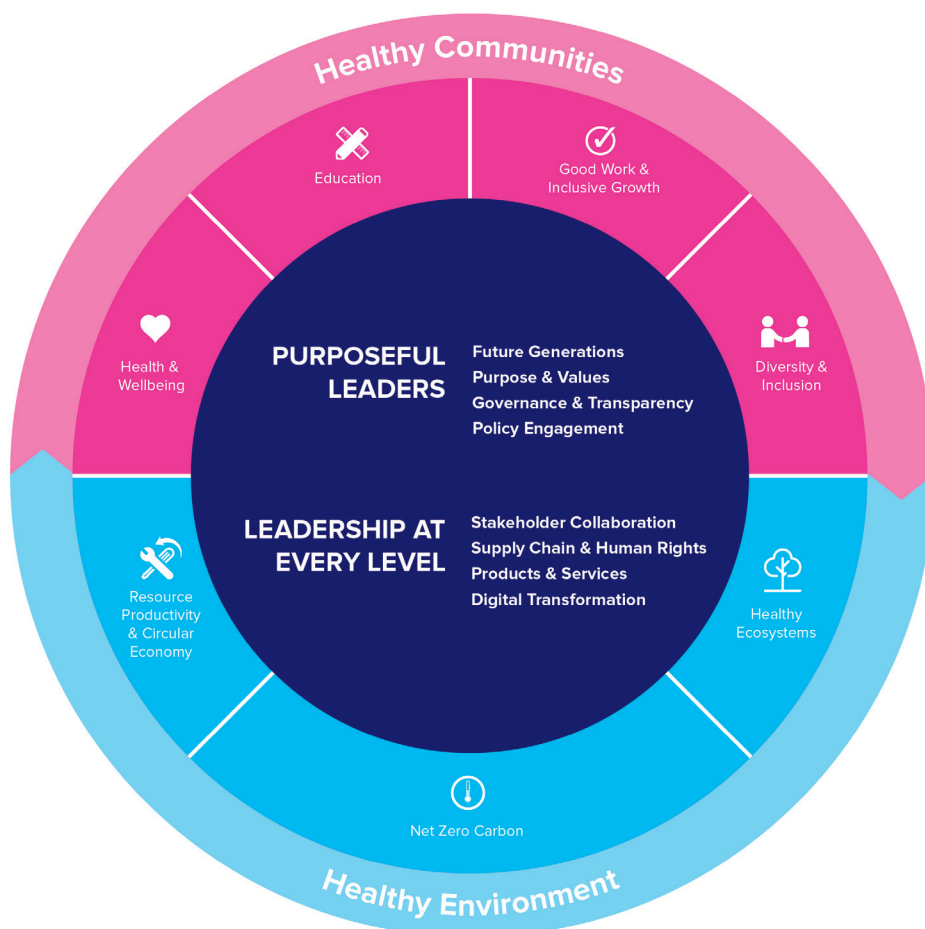 Healthy Communities
Education
Good Work &
Inclusive Growth
Health &
Wellbeing
Diversity &
Inclusion
PURPOSEFUL
LEADERS
Future Generations
Purpose & Values
Governance & Transparency
Policy Engagement
LEADERSHIP AT
EVERY LEVEL
Stakeholder Collaboration
Supply Chain & Human Rights
Products & Services
Digital Transformation
Resource
Productivity
& Circular
Economy
Healthy
Ecosystems
Net Zero Carbon
Healthy Environment